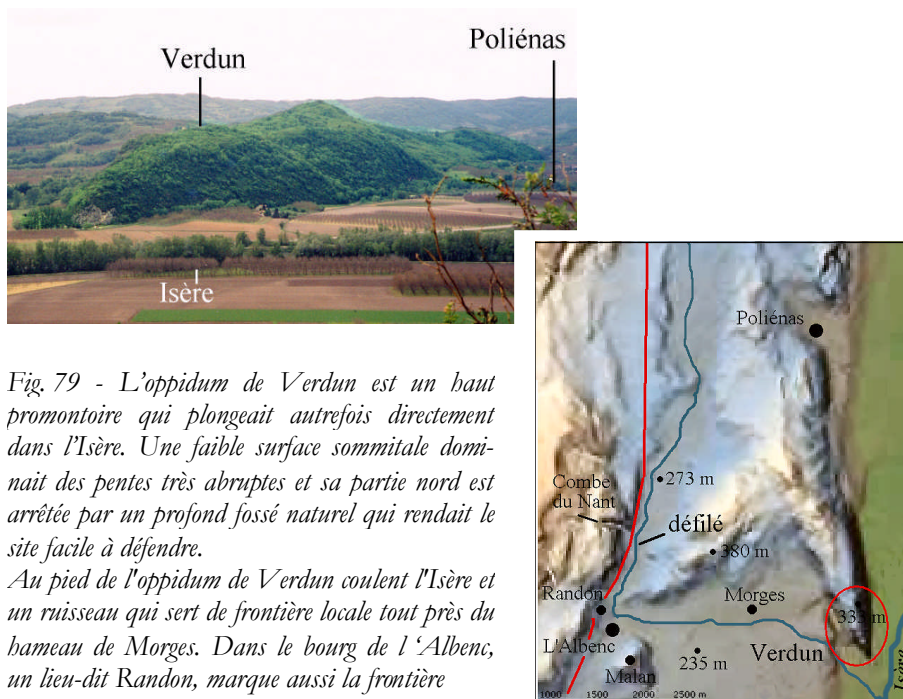 Verdun
Poliénas
Isère
Fig. 79 - L'oppidum de Verdun est un haut
promontoire qui plongeait autrefois directement
dans l'Isère. Une faible surface sommitale domi-
nait des pentes très abruptes et sa partie nord est
arrêtée par un profond fossé naturel qui rendait le
site facile à défendre.
Au pied de l'oppidum de Verdun coulent l'Isère et
un ruisseau qui sert de frontière locale tout près du
hameau de Morges. Dans le bourg de l 'Albenc,
un lieu-dit Randon, marque aussi la frontière
Poliénas
Combe
du Nant
273 m
défilé
380 m
Randon
Morges
333 m
L'Albenc
235 m
Verdun
Malan
Isère
1000 1500 2000 2500 m